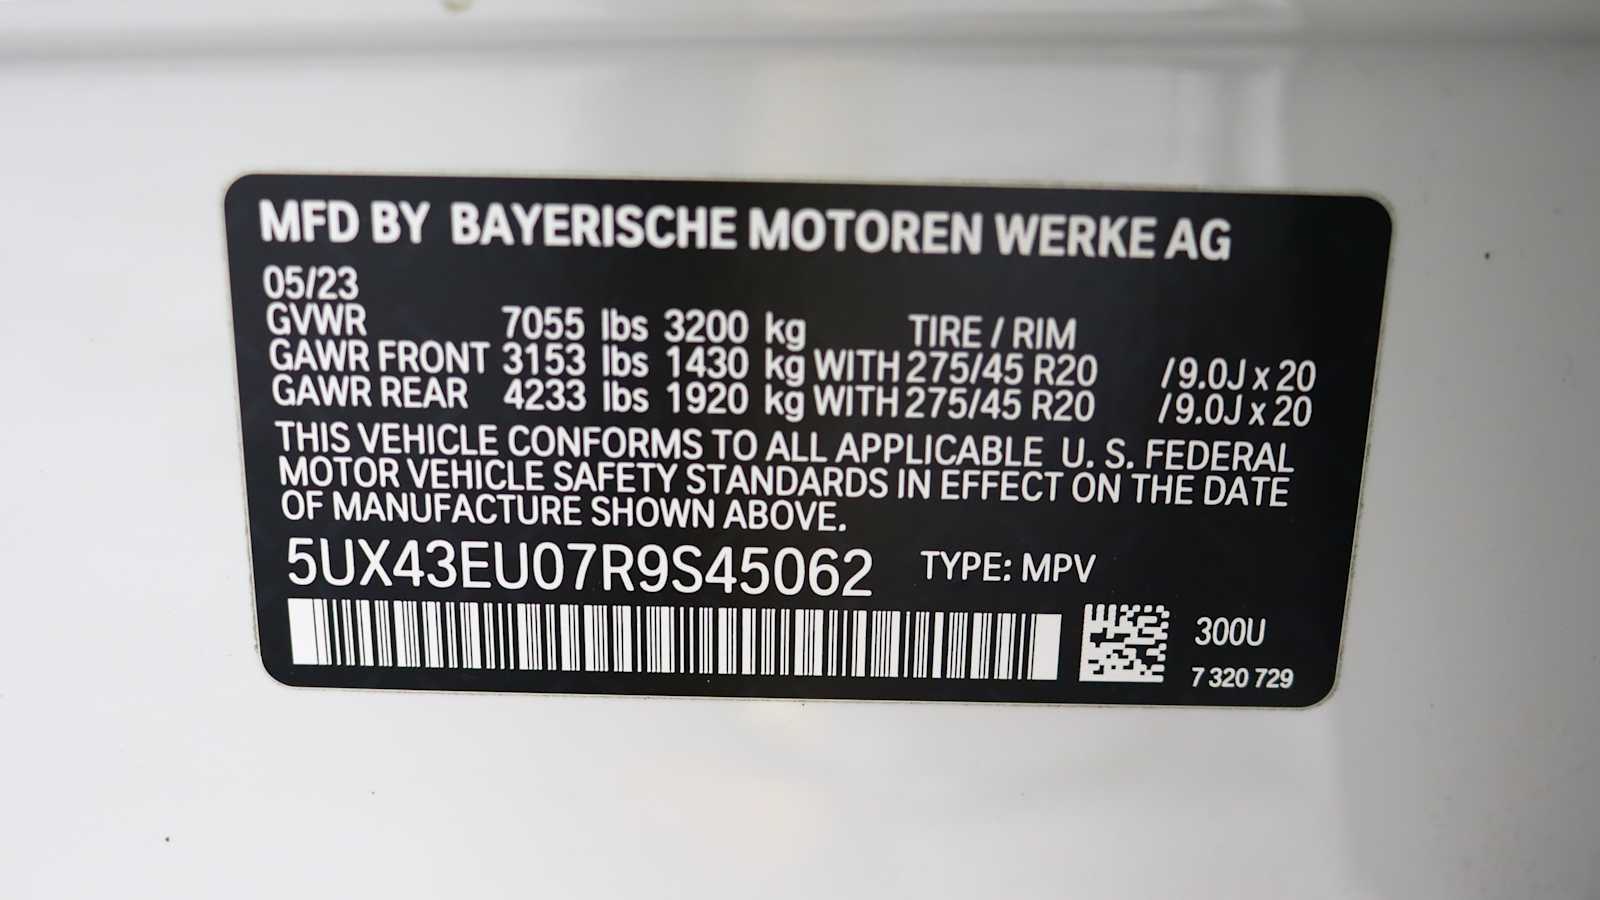 MFD BY BAYERISCHE MOTOREN WERKE AG
05/23
GVWR 7055 lbs 3200 kg TIRE / RIM
GAWR FRONT 3153 lbs 1430 kg WITH 275/45 R20 / 9.0J x 20
GAWR REAR 4233 lbs 1920 kg WITH 275/45 R20 / 9.0J x 20
THIS VEHICLE CONFORMS TO ALL APPLICABLE U. S. FEDERAL
MOTOR VEHICLE SAFETY STANDARDS IN EFFECT ON THE DATE
OF MANUFACTURE SHOWN ABOVE.
5UX43EU07R9S45062 TYPE: MPV
300U
7 320 729